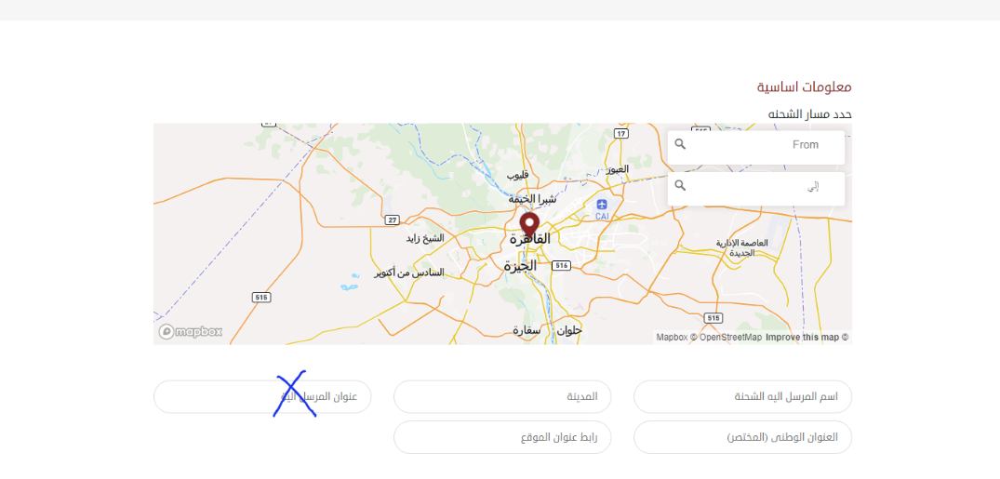 معلومات اساسية
حدد مسار الشحنه
From
إلي
17
العبور
قليوب
شبرا الخيمة
CAI
27
الشيخ زايد
القاهرة
العاصمة الإدارية
الجديدة
الجيزة
516
السادس من أكتوبر
515
515
حلوان
سقارة
mapbox
Mapbox © OpenStreetMap Improve this map ©
اسم المرسل اليه الشحنة
المدينة
عنوان المرسل الية
العنوان الوطنى (المختصر)
رابط عنوان الموقع